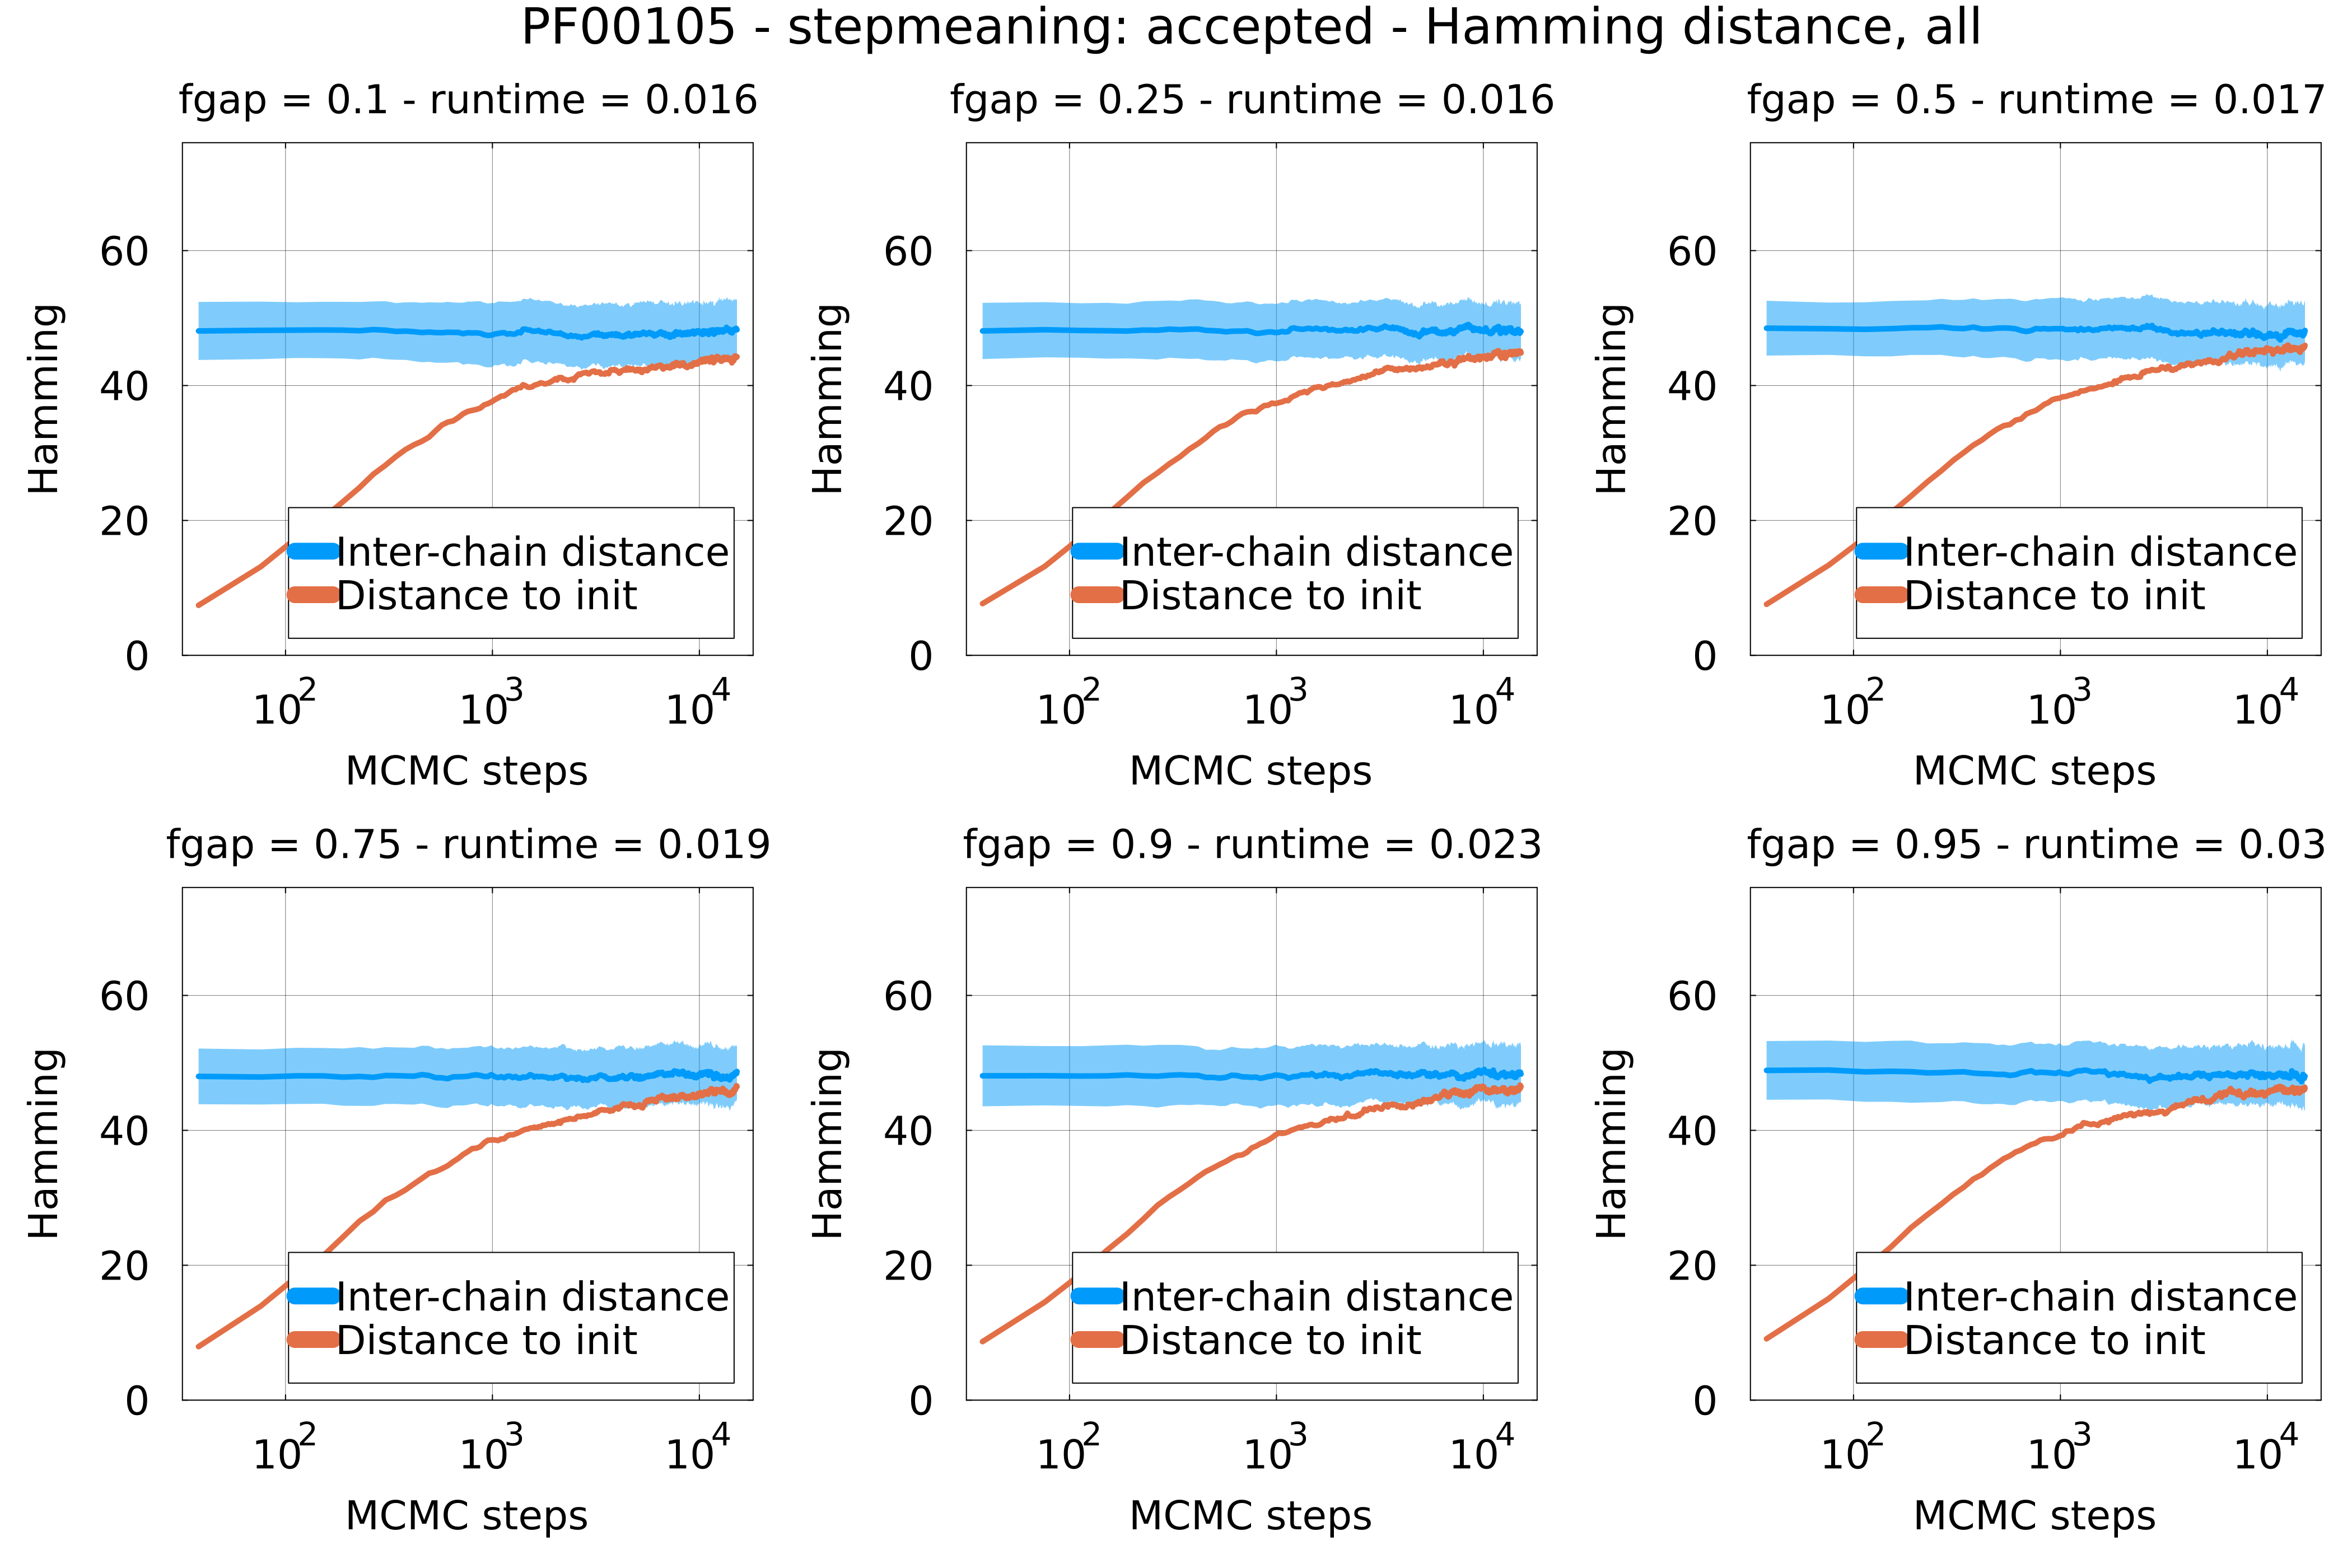 PF00105 - stepmeaning: accepted - Hamming distance, all
fgap = 0.1 - runtime = 0.016
60
40
20
0
Hamming
Inter-chain distance
Distance to init
10^2 10^3 10^4
MCMC steps
fgap = 0.25 - runtime = 0.016
60
40
20
0
Hamming
Inter-chain distance
Distance to init
10^2 10^3 10^4
MCMC steps
fgap = 0.5 - runtime = 0.017
60
40
20
0
Hamming
Inter-chain distance
Distance to init
10^2 10^3 10^4
MCMC steps
fgap = 0.75 - runtime = 0.019
60
40
20
0
Hamming
Inter-chain distance
Distance to init
10^2 10^3 10^4
MCMC steps
fgap = 0.9 - runtime = 0.023
60
40
20
0
Hamming
Inter-chain distance
Distance to init
10^2 10^3 10^4
MCMC steps
fgap = 0.95 - runtime = 0.03
60
40
20
0
Hamming
Inter-chain distance
Distance to init
10^2 10^3 10^4
MCMC steps